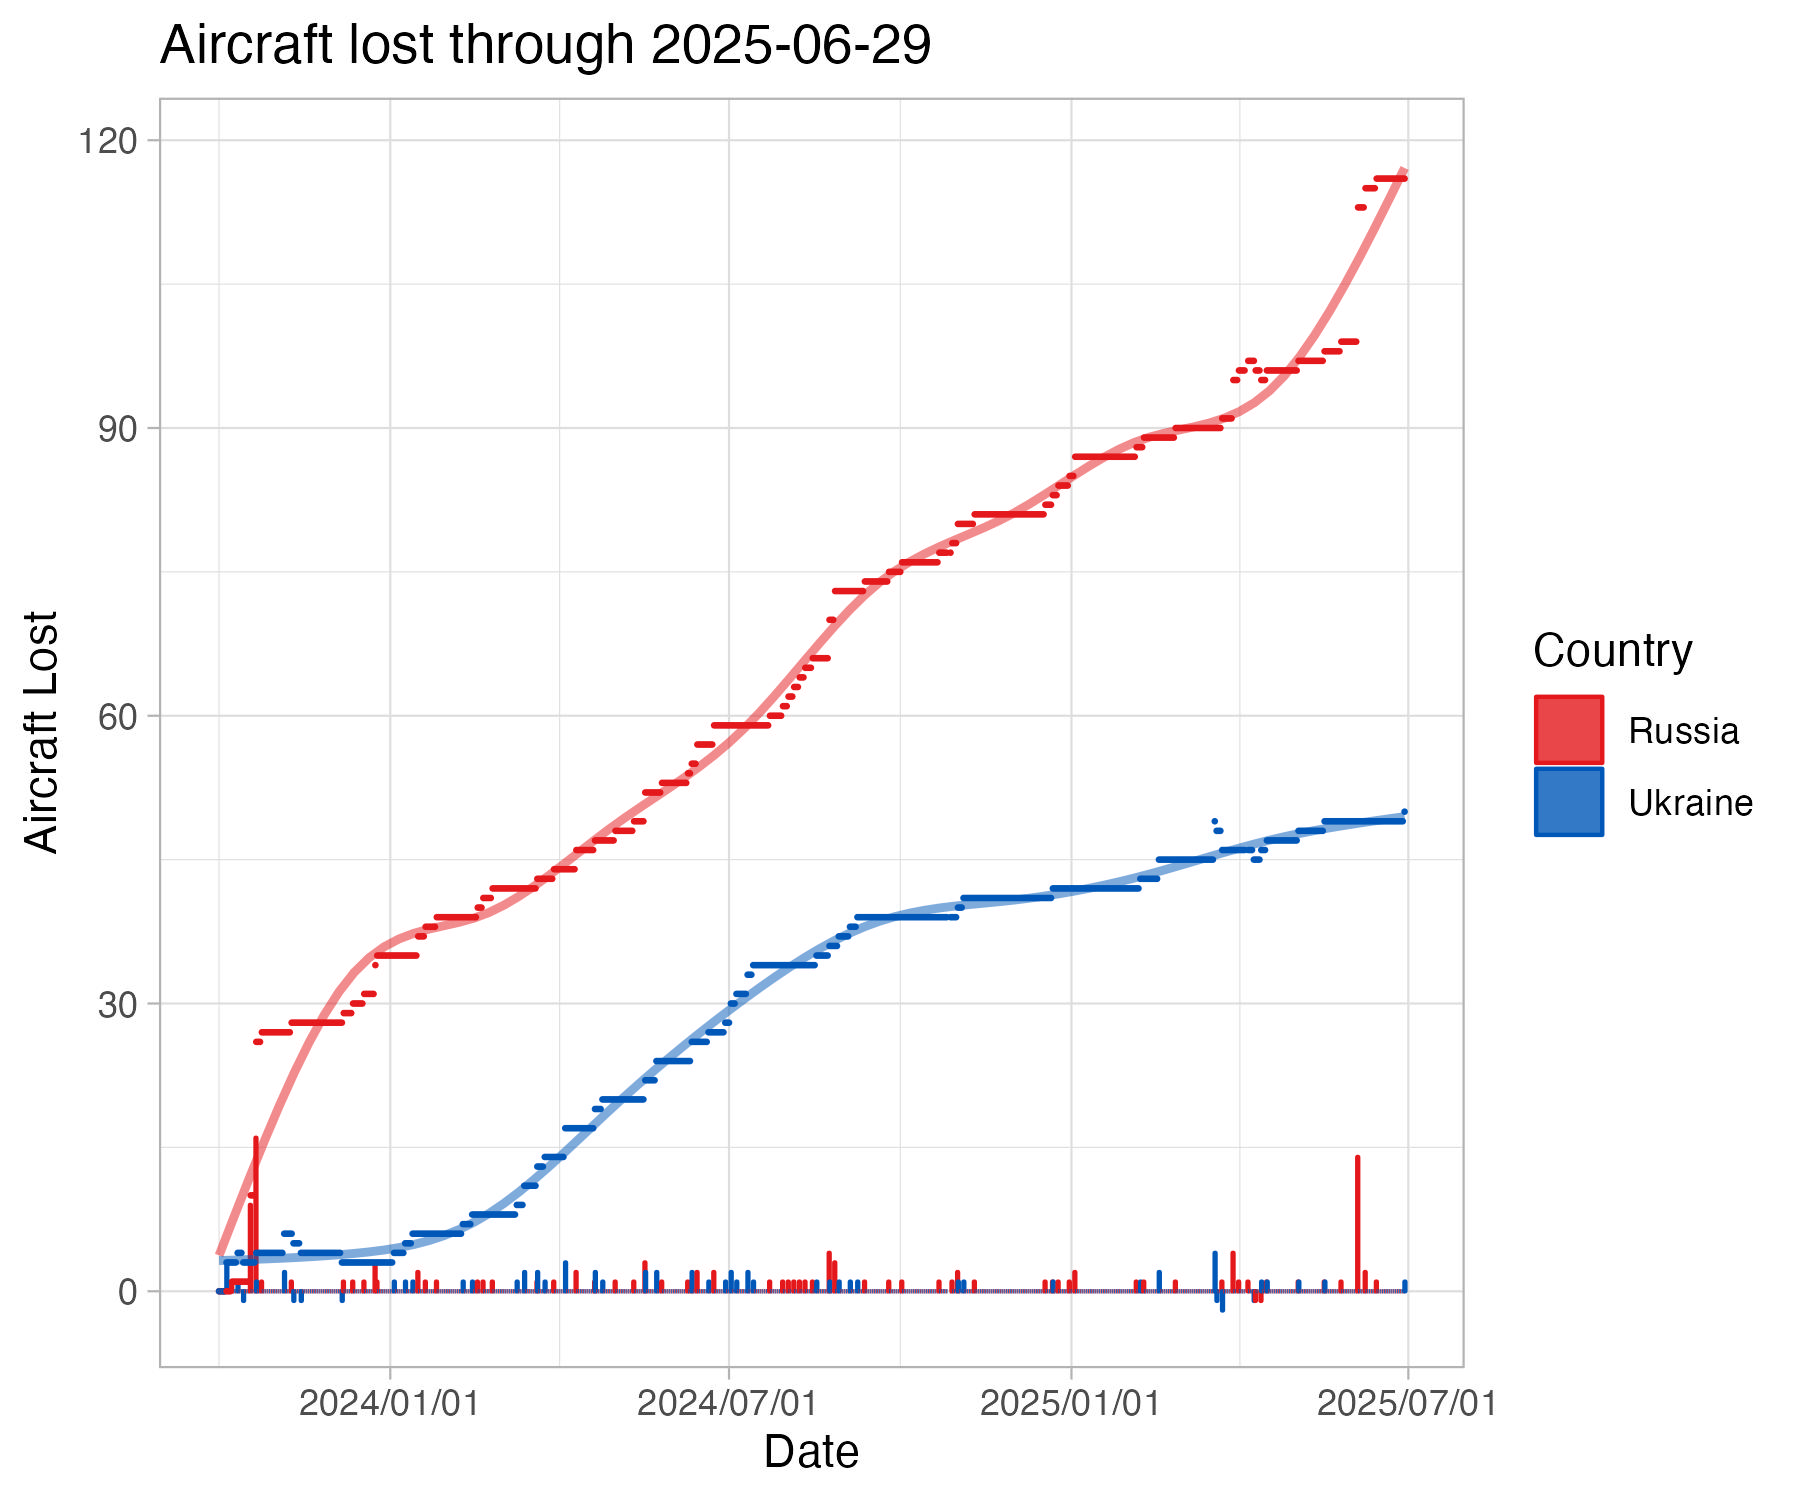 Aircraft lost through 2025-06-29
Aircraft Lost
120
90
60
30
0
2024/01/01
2024/07/01
2025/01/01
2025/07/01
Date
Country
Russia
Ukraine